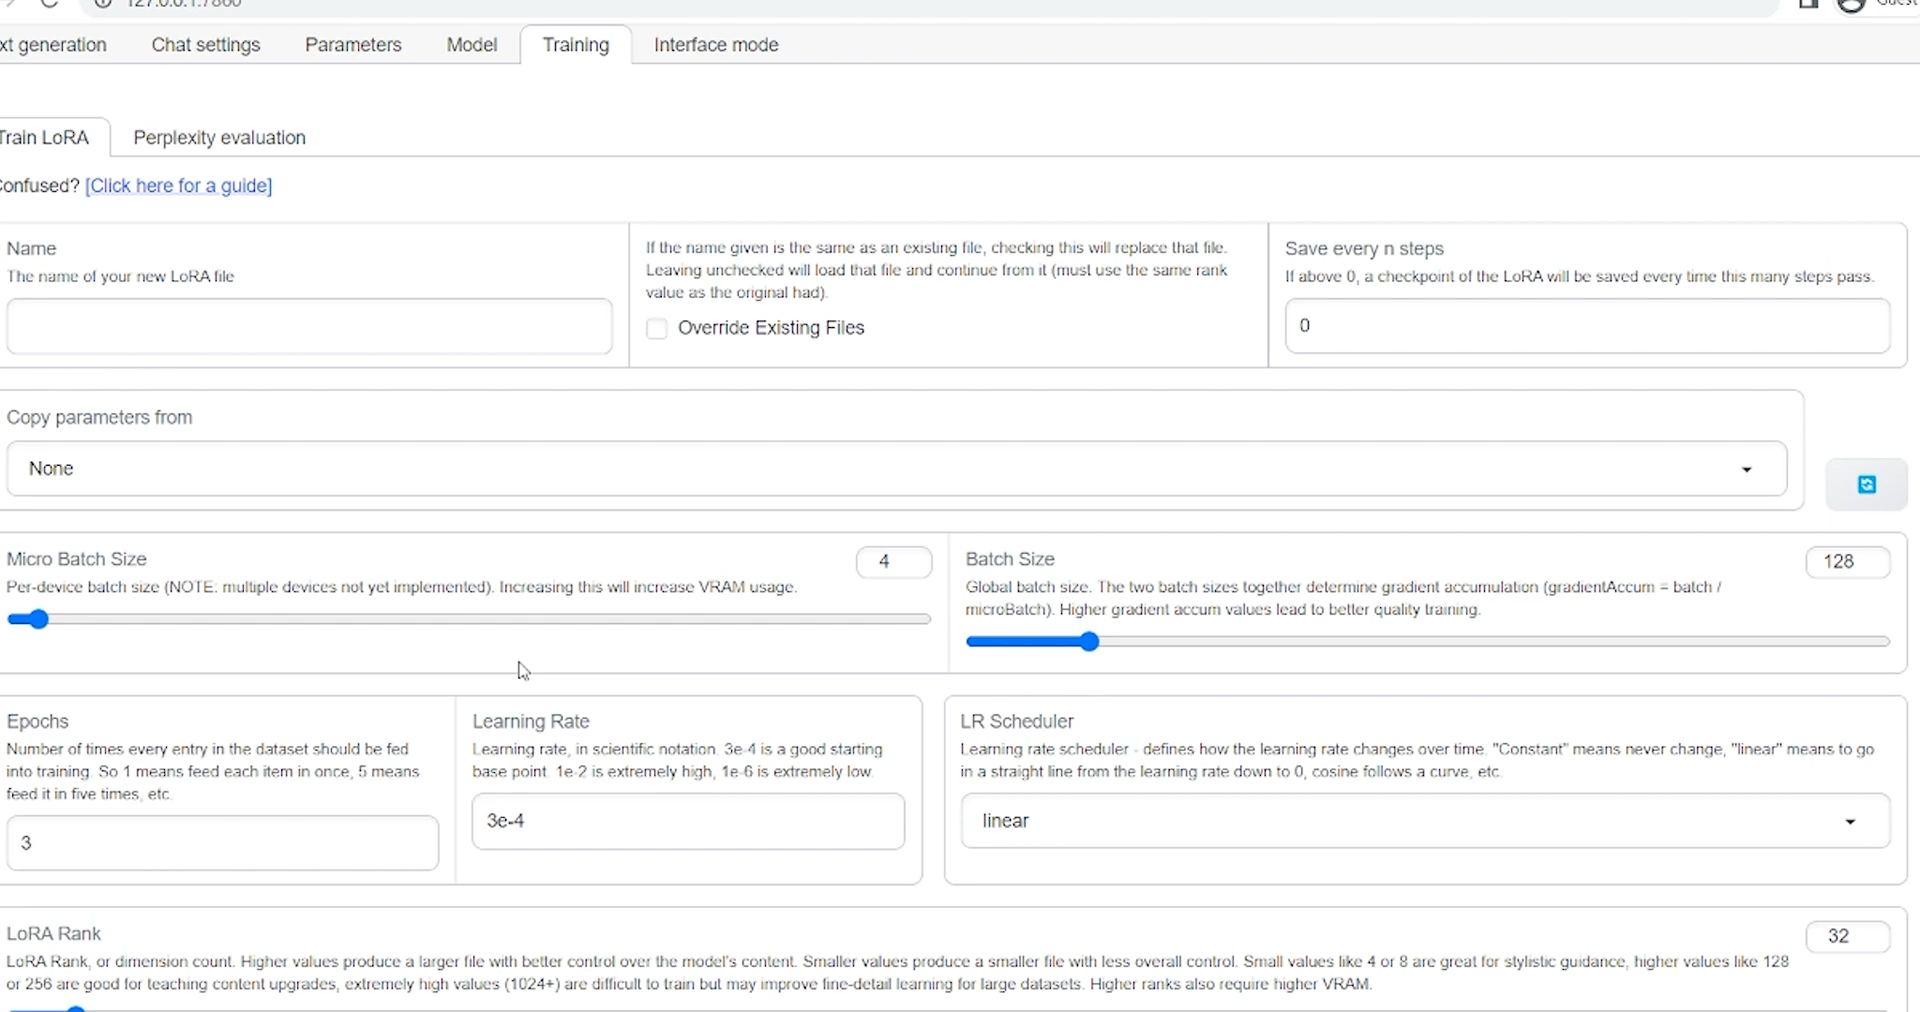 127.0.0.1:7860
Guest
xt generation Chat settings Parameters Model Training Interface mode
Train LoRA Perplexity evaluation
Confused? [Click here for a guide]
Name
The name of your new LoRA file
If the name given is the same as an existing file, checking this will replace that file.
Leaving unchecked will load that file and continue from it (must use the same rank
value as the original had).
Override Existing Files
Save every n steps
If above 0, a checkpoint of the LoRA will be saved every time this many steps pass.
0
Copy parameters from
None
Micro Batch Size
4
Per-device batch size (NOTE: multiple devices not yet implemented). Increasing this will increase VRAM usage.
Batch Size
128
Global batch size. The two batch sizes together determine gradient accumulation (gradientAccum = batch /
microBatch). Higher gradient accum values lead to better quality training.
Epochs
Number of times every entry in the dataset should be fed
into training. So 1 means feed each item in once, 5 means
feed it in five times, etc.
3
Learning Rate
Learning rate, in scientific notation. 3e-4 is a good starting
base point. 1e-2 is extremely high, 1e-6 is extremely low.
3e-4
LR Scheduler
Learning rate scheduler - defines how the learning rate changes over time. "Constant" means never change, "linear" means to go
in a straight line from the learning rate down to 0, cosine follows a curve, etc.
linear
LoRA Rank
32
LoRA Rank, or dimension count. Higher values produce a larger file with better control over the model's content. Smaller values produce a smaller file with less overall control. Small values like 4 or 8 are great for stylistic guidance, higher values like 128
or 256 are good for teaching content upgrades, extremely high values (1024+) are difficult to train but may improve fine-detail learning for large datasets. Higher ranks also require higher VRAM.